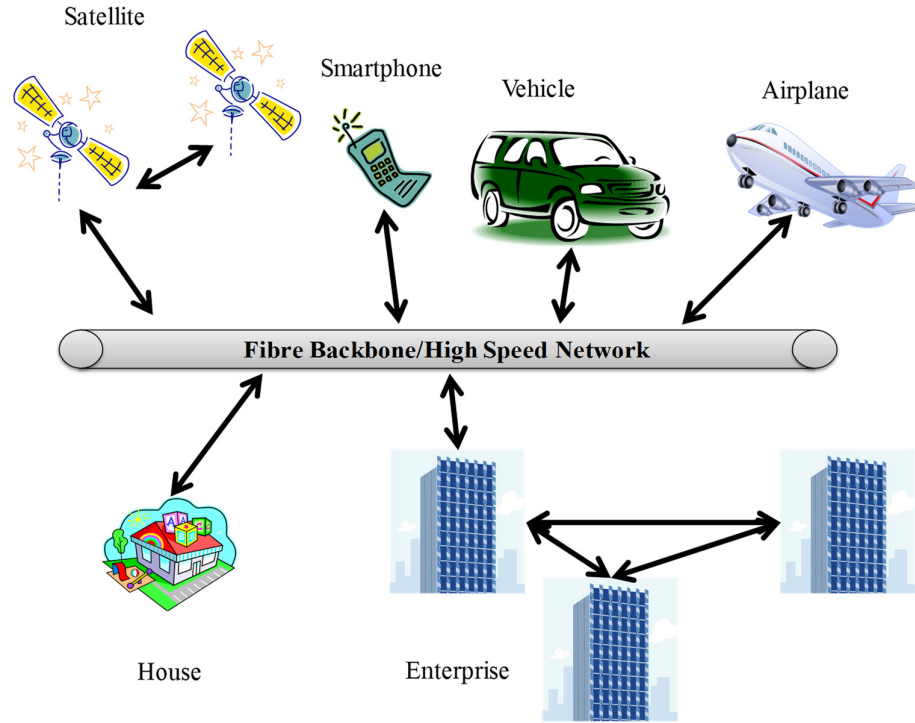 Satellite
Smartphone
Vehicle
Airplane
Fibre Backbone/High Speed Network
House
Enterprise